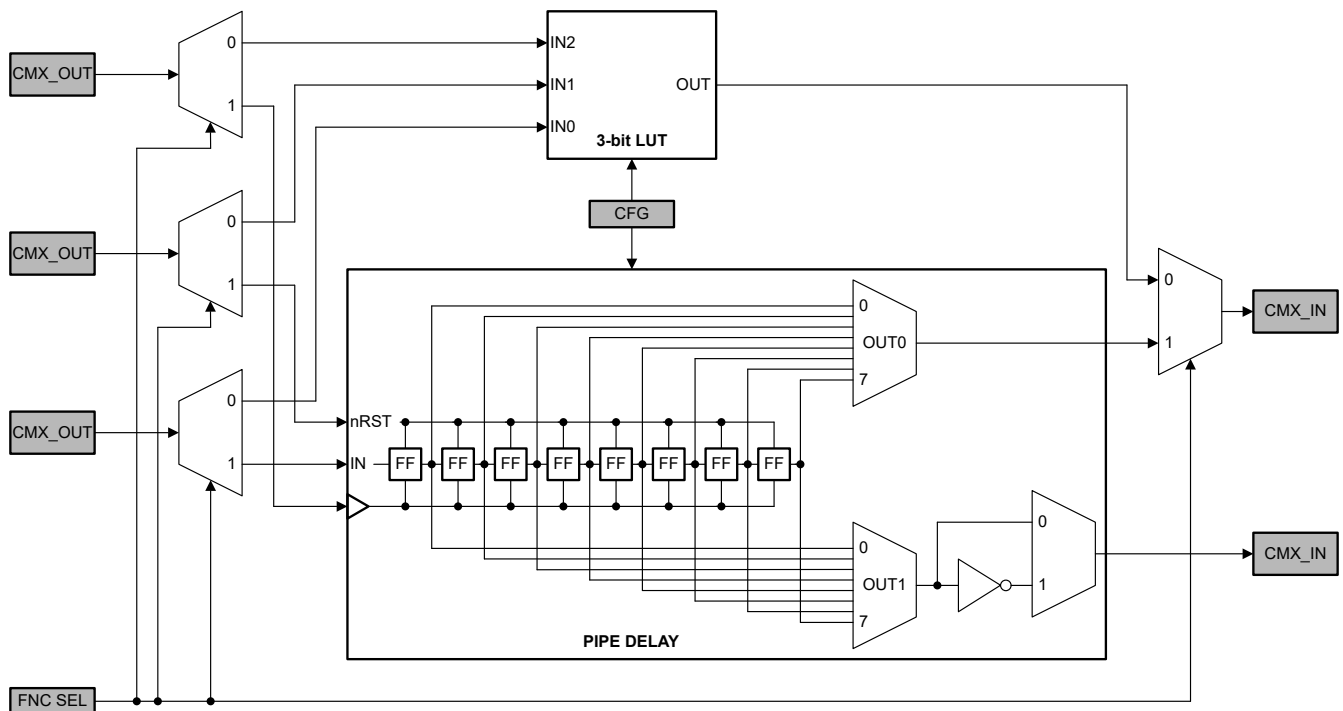 CMX_OUT
0
1
IN2
IN1
IN0
OUT
3-bit LUT
CMX_OUT
0
1
CFG
0
1
CMX_IN
CMX_OUT
0
1
nRST
IN
FF FF FF FF FF FF FF FF
0
OUT0
7
0
OUT1
7
0
1
CMX_IN
PIPE DELAY
FNC SEL